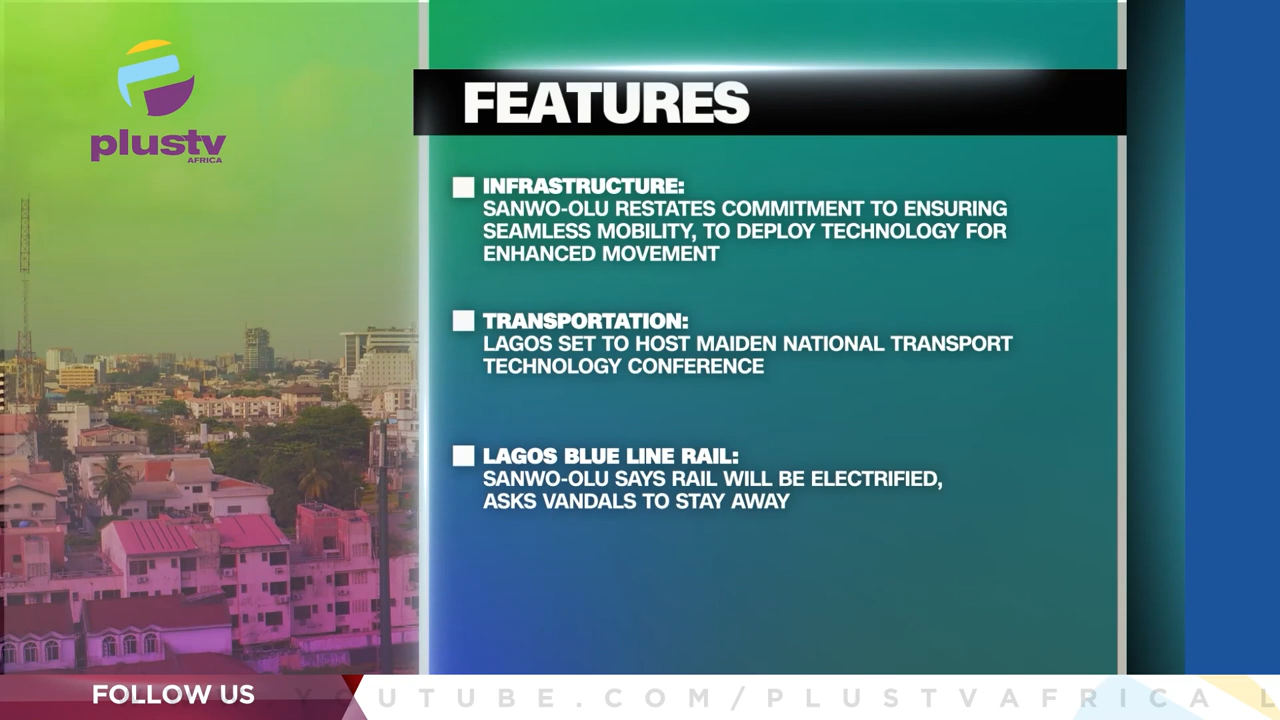 plustv
AFRICA
FEATURES
INFRASTRUCTURE:
SANWO-OLU RESTATES COMMITMENT TO ENSURING
SEAMLESS MOBILITY, TO DEPLOY TECHNOLOGY FOR
ENHANCED MOVEMENT
TRANSPORTATION:
LAGOS SET TO HOST MAIDEN NATIONAL TRANSPORT
TECHNOLOGY CONFERENCE
LAGOS BLUE LINE RAIL:
SANWO-OLU SAYS RAIL WILL BE ELECTRIFIED,
ASKS VANDALS TO STAY AWAY
FOLLOW US
YOUTUBE.COM/PLUSTVAFRICA L